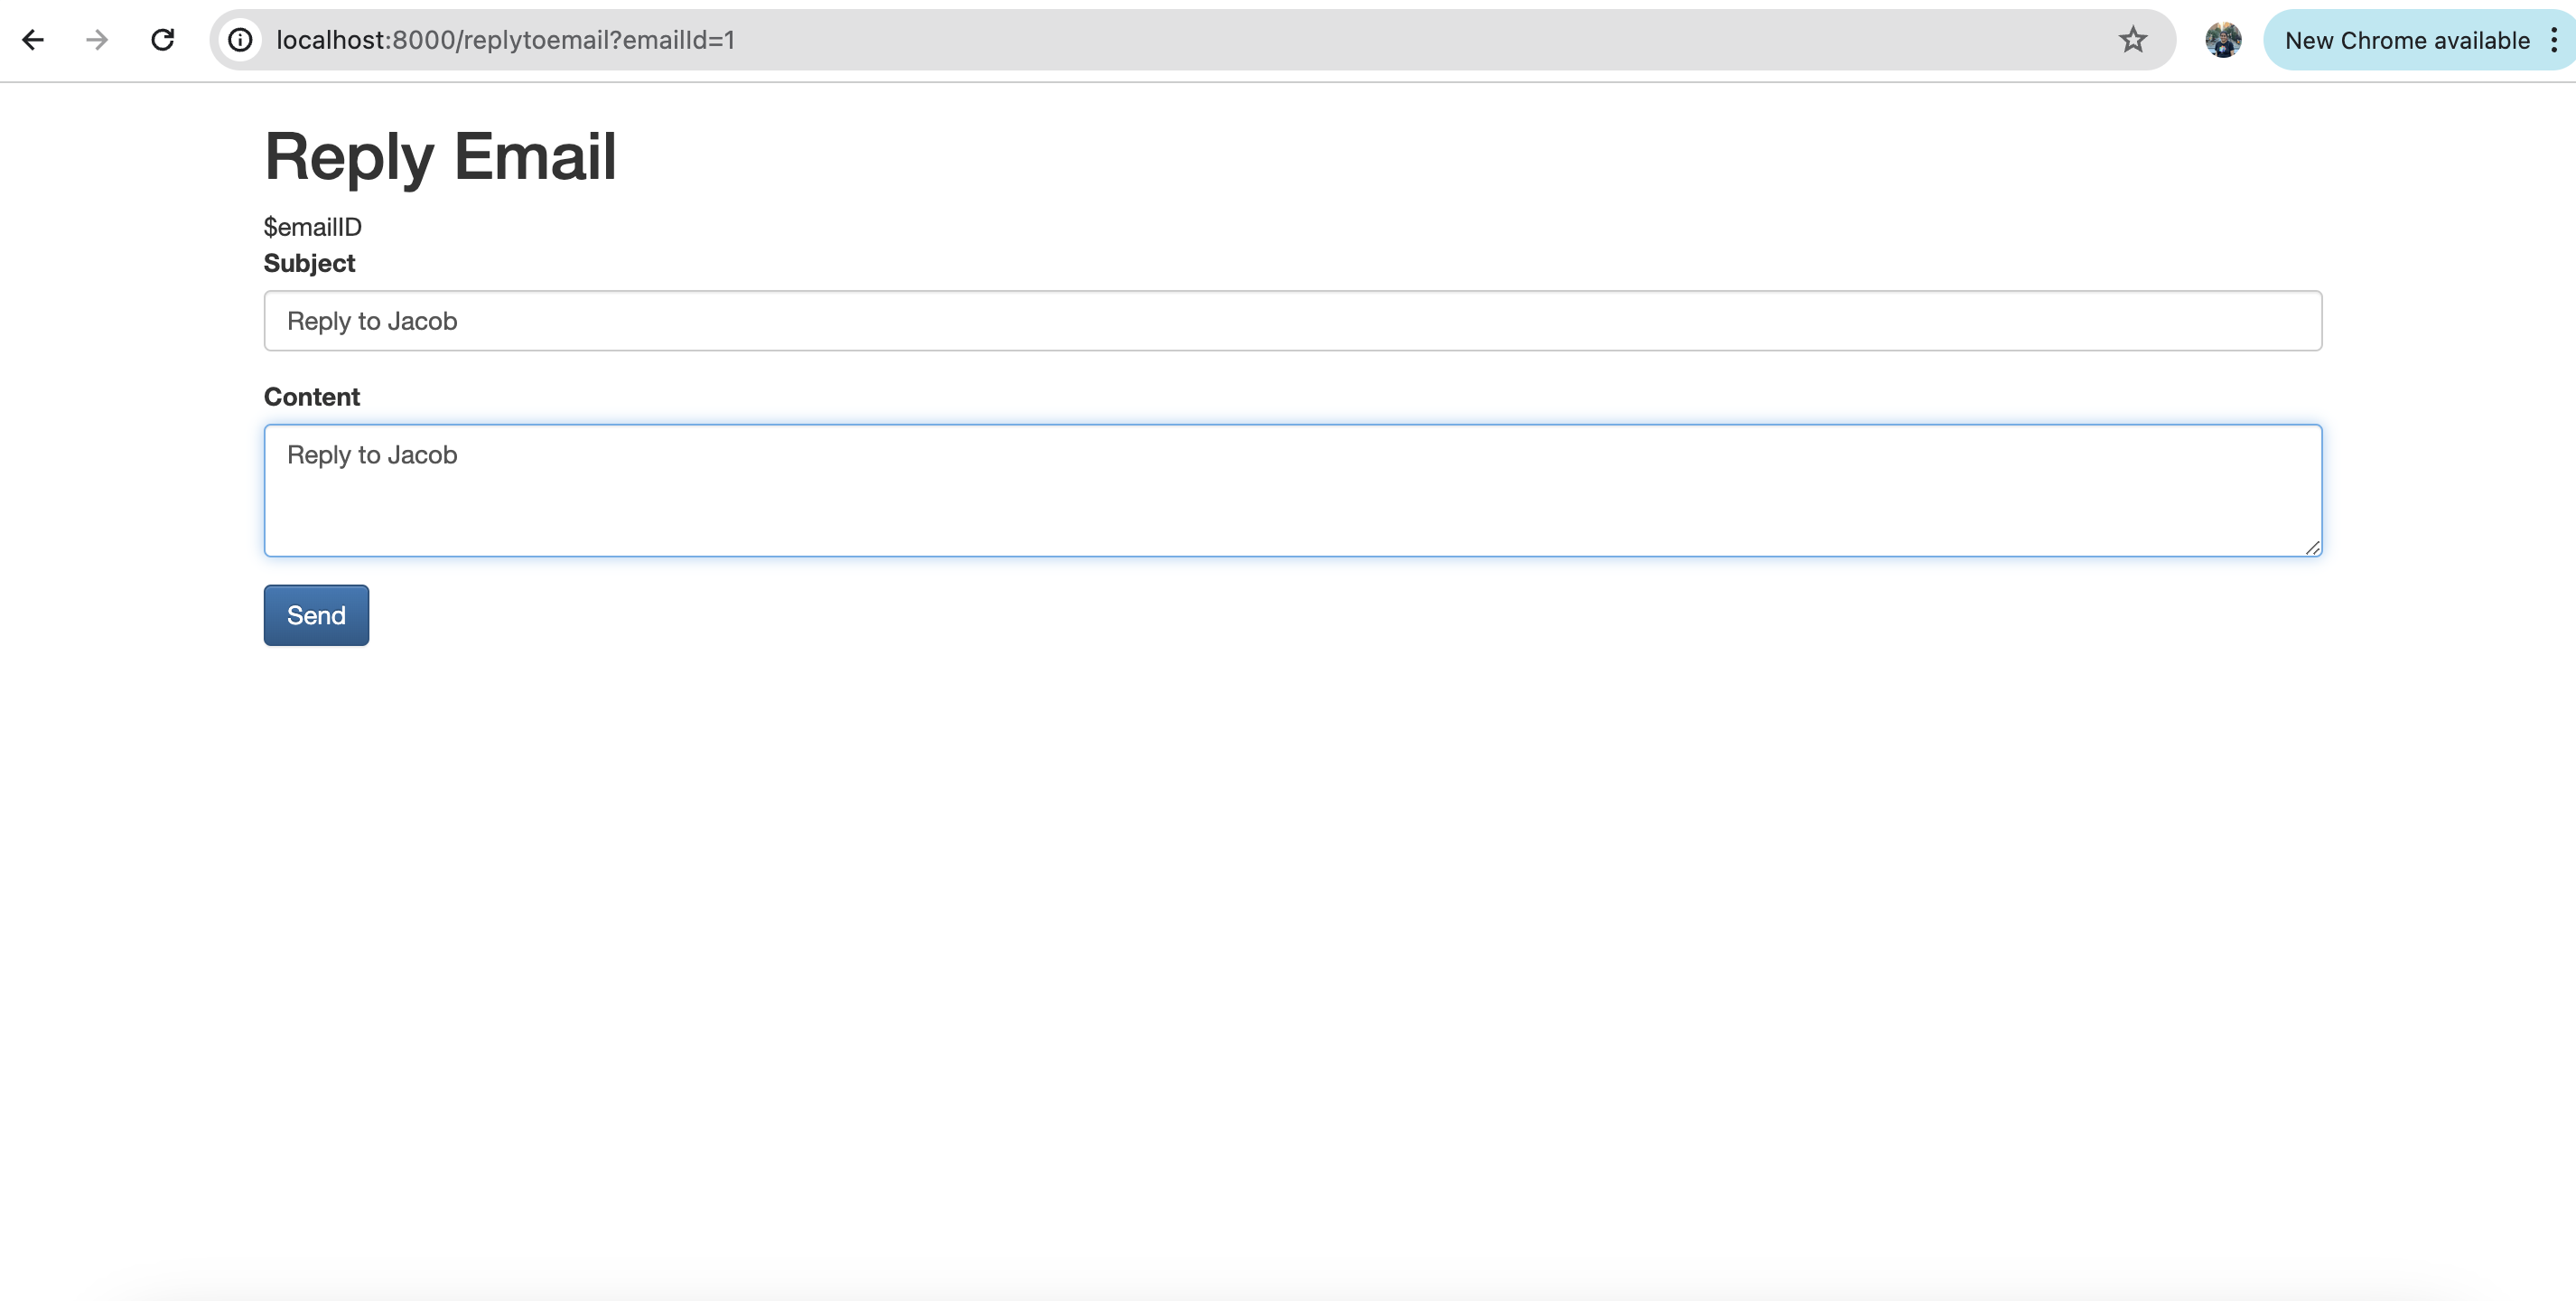 localhost:8000/replytoemail?emailId=1
New Chrome available
Reply Email
$emailID
Subject
Reply to Jacob
Content
Reply to Jacob
Send